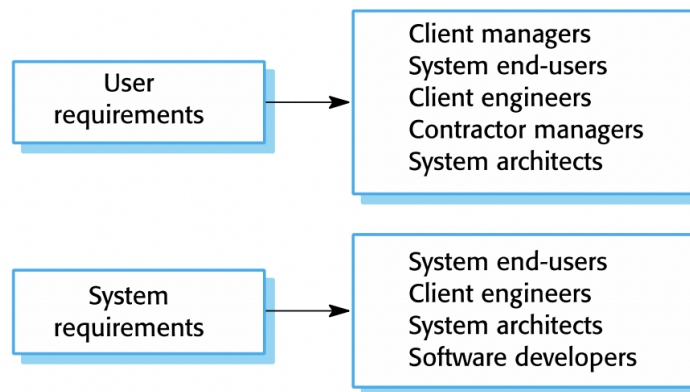 User
requirements
Client managers
System end-users
Client engineers
Contractor managers
System architects
System
requirements
System end-users
Client engineers
System architects
Software developers